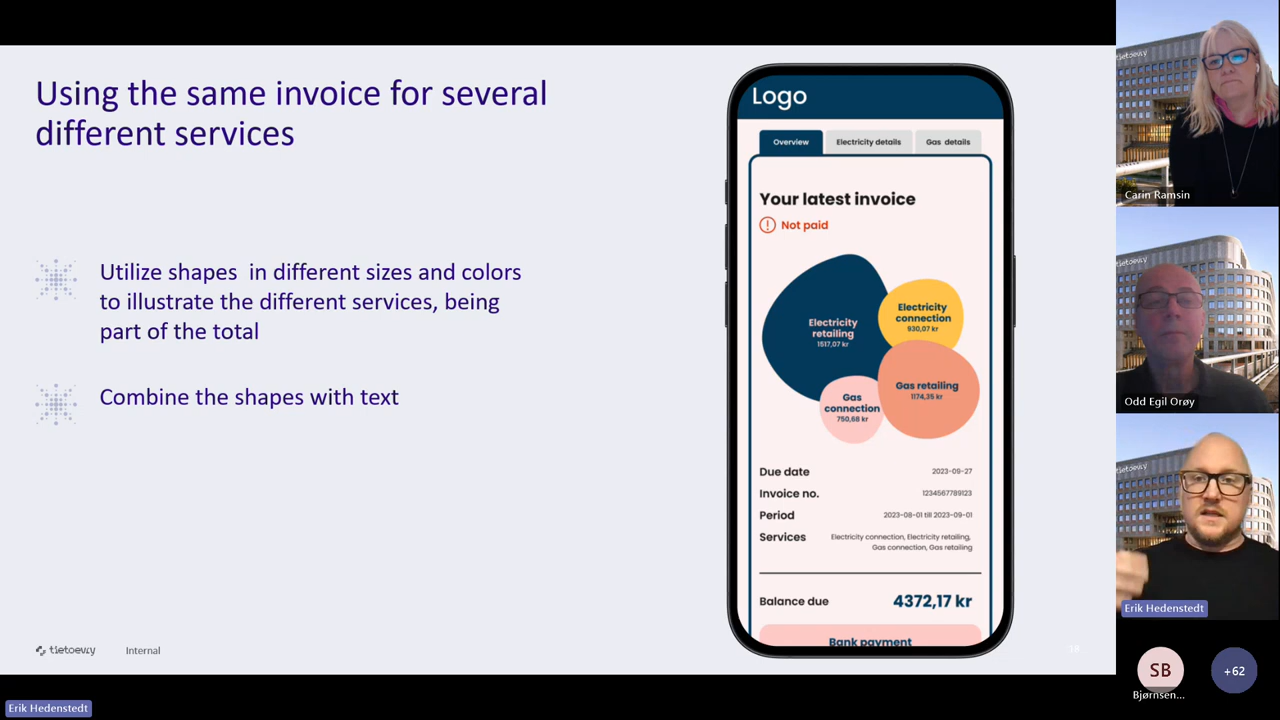 Using the same invoice for several
different services
Utilize shapes  in different sizes and colors
to illustrate the different services, being
part of the total
Combine the shapes with text
tietoevry
Internal
Logo
Overview
Electricity details
Gas  details
Your latest invoice
Not paid
Electricity
retailing
1517,07 kr
Electricity
connection
930,07 kr
Gas retailing
1174,35 kr
Gas
connection
750,68 kr
Due date 2023-09-27
Invoice no. 1234567789123
Period 2023-08-01 till 2023-09-01
Services Electricity connection, Electricity retailing,
Gas connection, Gas retailing
Balance due 4372,17 kr
Bank payment
18
Erik Hedenstedt
tietoevry
Carin Ramsin
tietoevry
Odd Egil Orøy
tietoevry
Erik Hedenstedt
SB
Bjørnsen...
+62